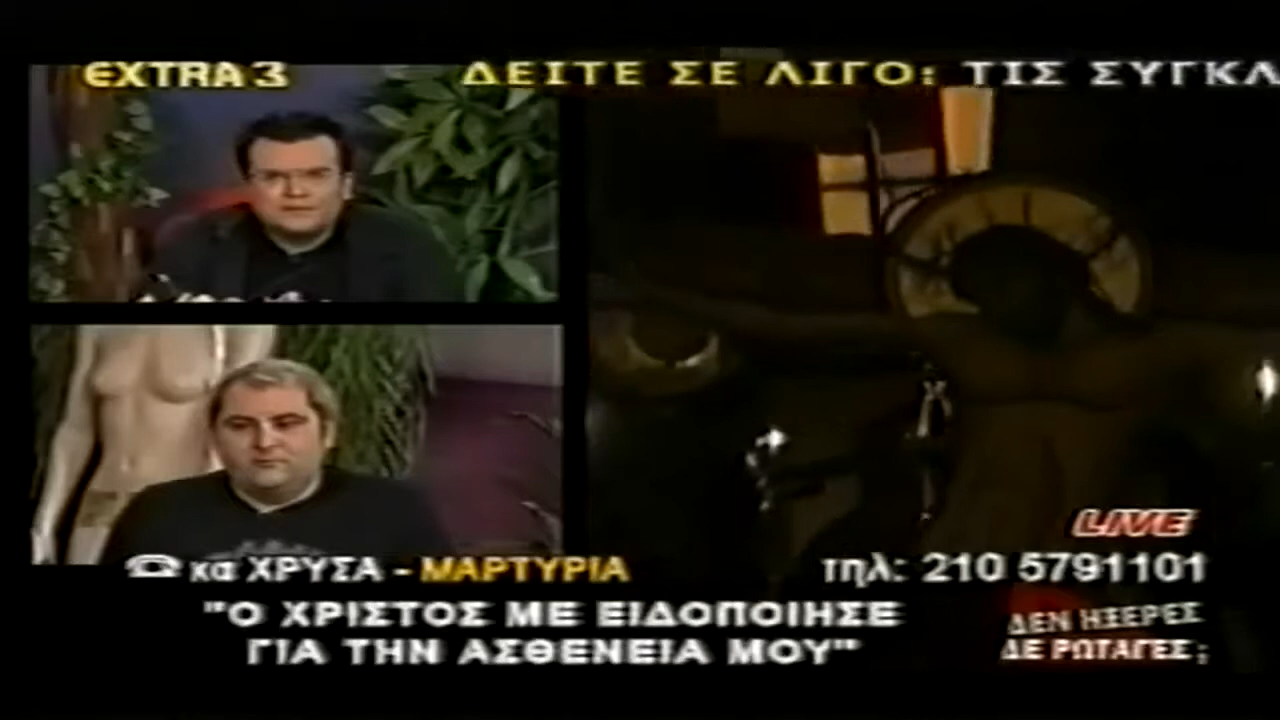 EXTRA 3
ΔΕΙΤΕ ΣΕ ΛΙΓΟ: ΤΙΣ ΣΥΓΚΛ
LIVE
κα ΧΡΥΣΑ - ΜΑΡΤΥΡΙΑ
τηλ: 210 5791101
"Ο ΧΡΙΣΤΟΣ ΜΕ ΕΙΔΟΠΟΙΗΣΕ
ΓΙΑ ΤΗΝ ΑΣΘΕΝΕΙΑ ΜΟΥ"
ΔΕΝ ΗΞΕΡΕΣ
ΔΕ ΡΩΤΑΓΕΣ;